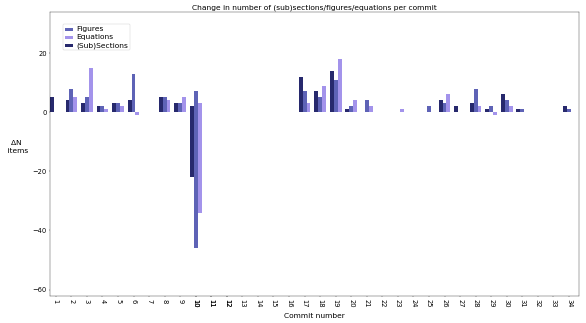 Change in number of (sub)sections/figures/equations per commit
Figures
Equations
(Sub)Sections
20
0
−20
−40
−60
ΔN
items
1 2 3 4 5 6 7 8 9 10 11 12 13 14 15 16 17 18 19 20 21 22 23 24 25 26 27 28 29 30 31 32 33 34
Commit number